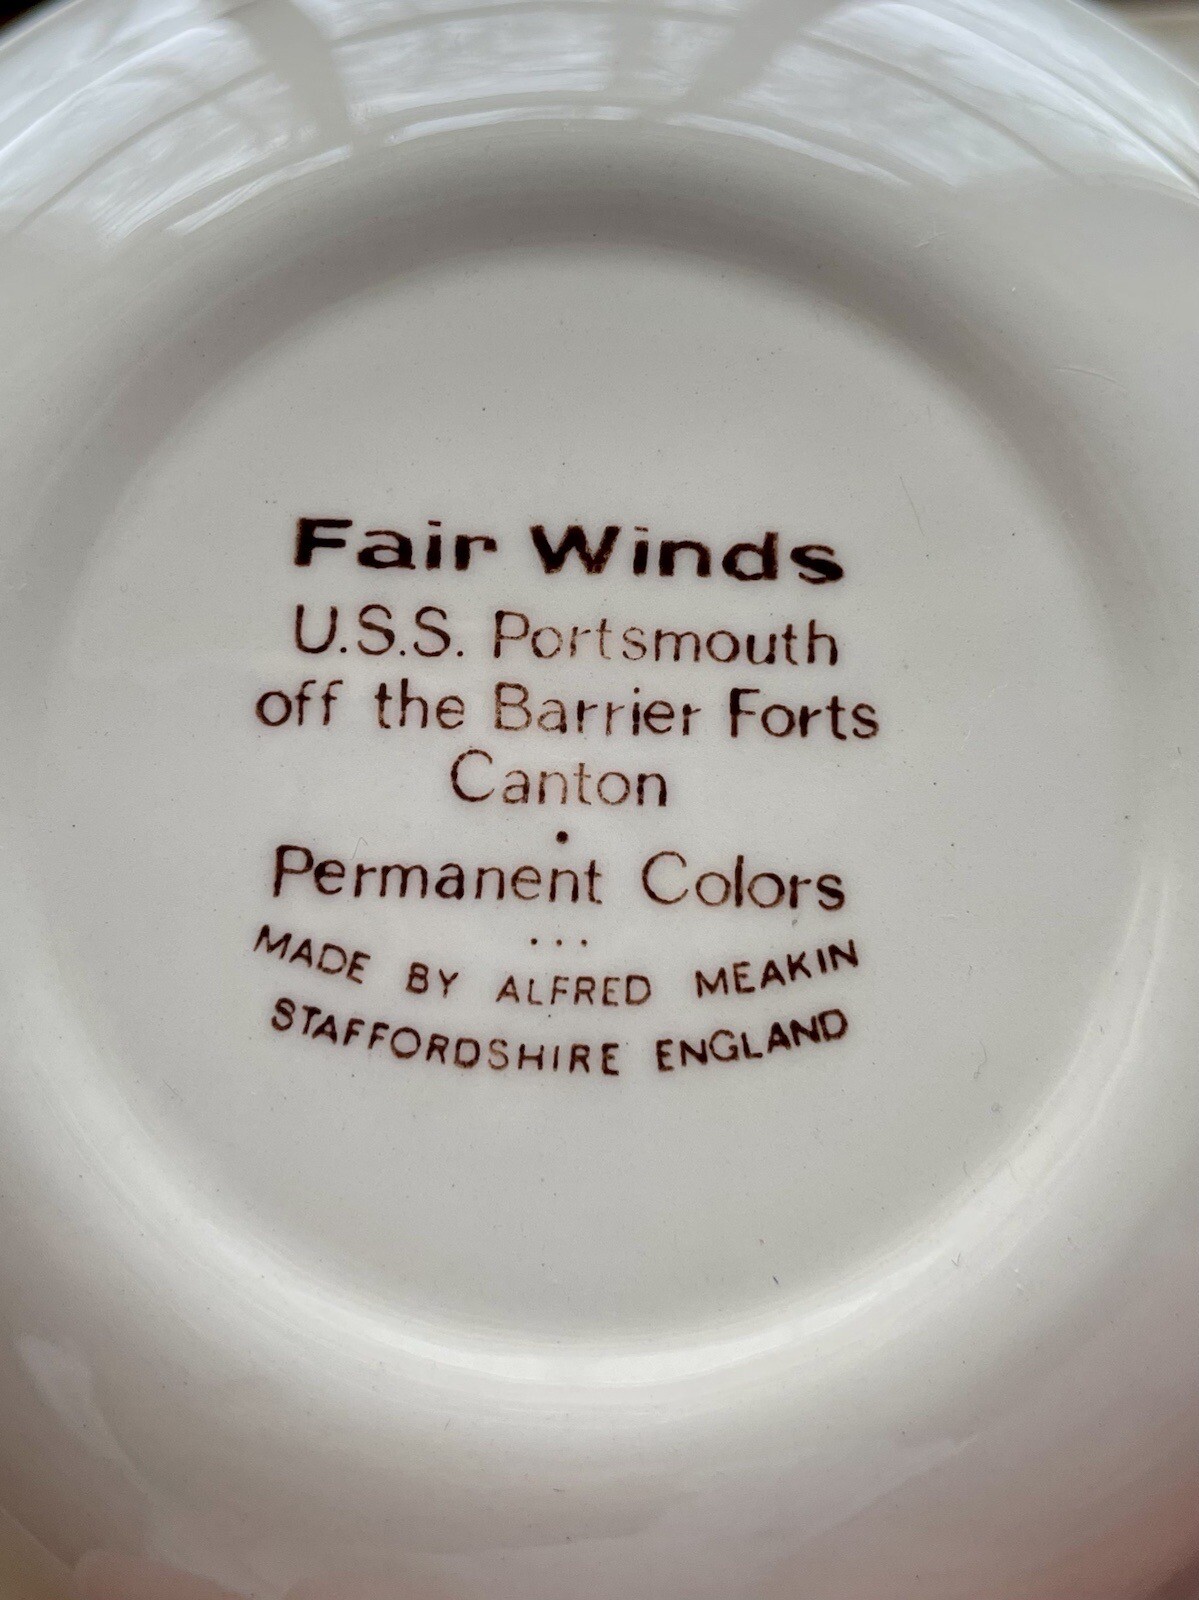 Fair Winds
U.S.S. Portsmouth
off the Barrier Forts
Canton
•
Permanent Colors
...
MADE BY ALFRED MEAKIN
STAFFORDSHIRE ENGLAND